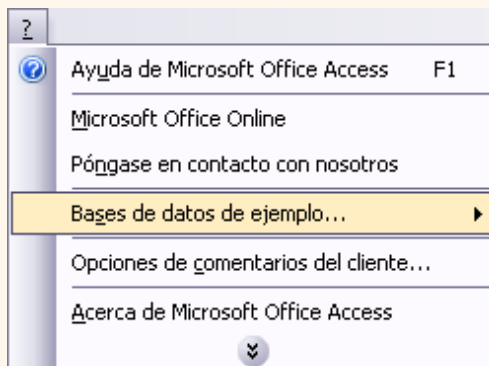 ?
Ayuda de Microsoft Office Access F1
Microsoft Office Online
Póngase en contacto con nosotros
Bases de datos de ejemplo...
Opciones de comentarios del cliente...
Acerca de Microsoft Office Access